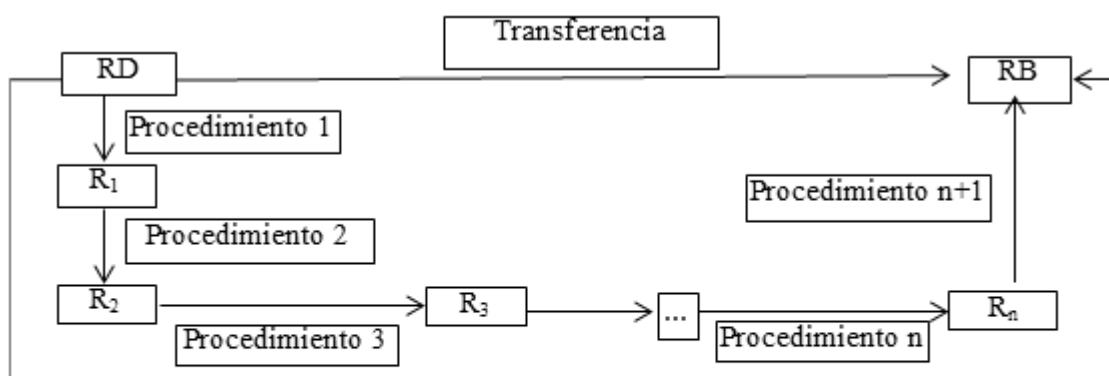 Transferencia
RD
RB
Procedimiento 1
R₁
Procedimiento n+1
Procedimiento 2
R₂
R₃
...
Rₙ
Procedimiento 3
Procedimiento n